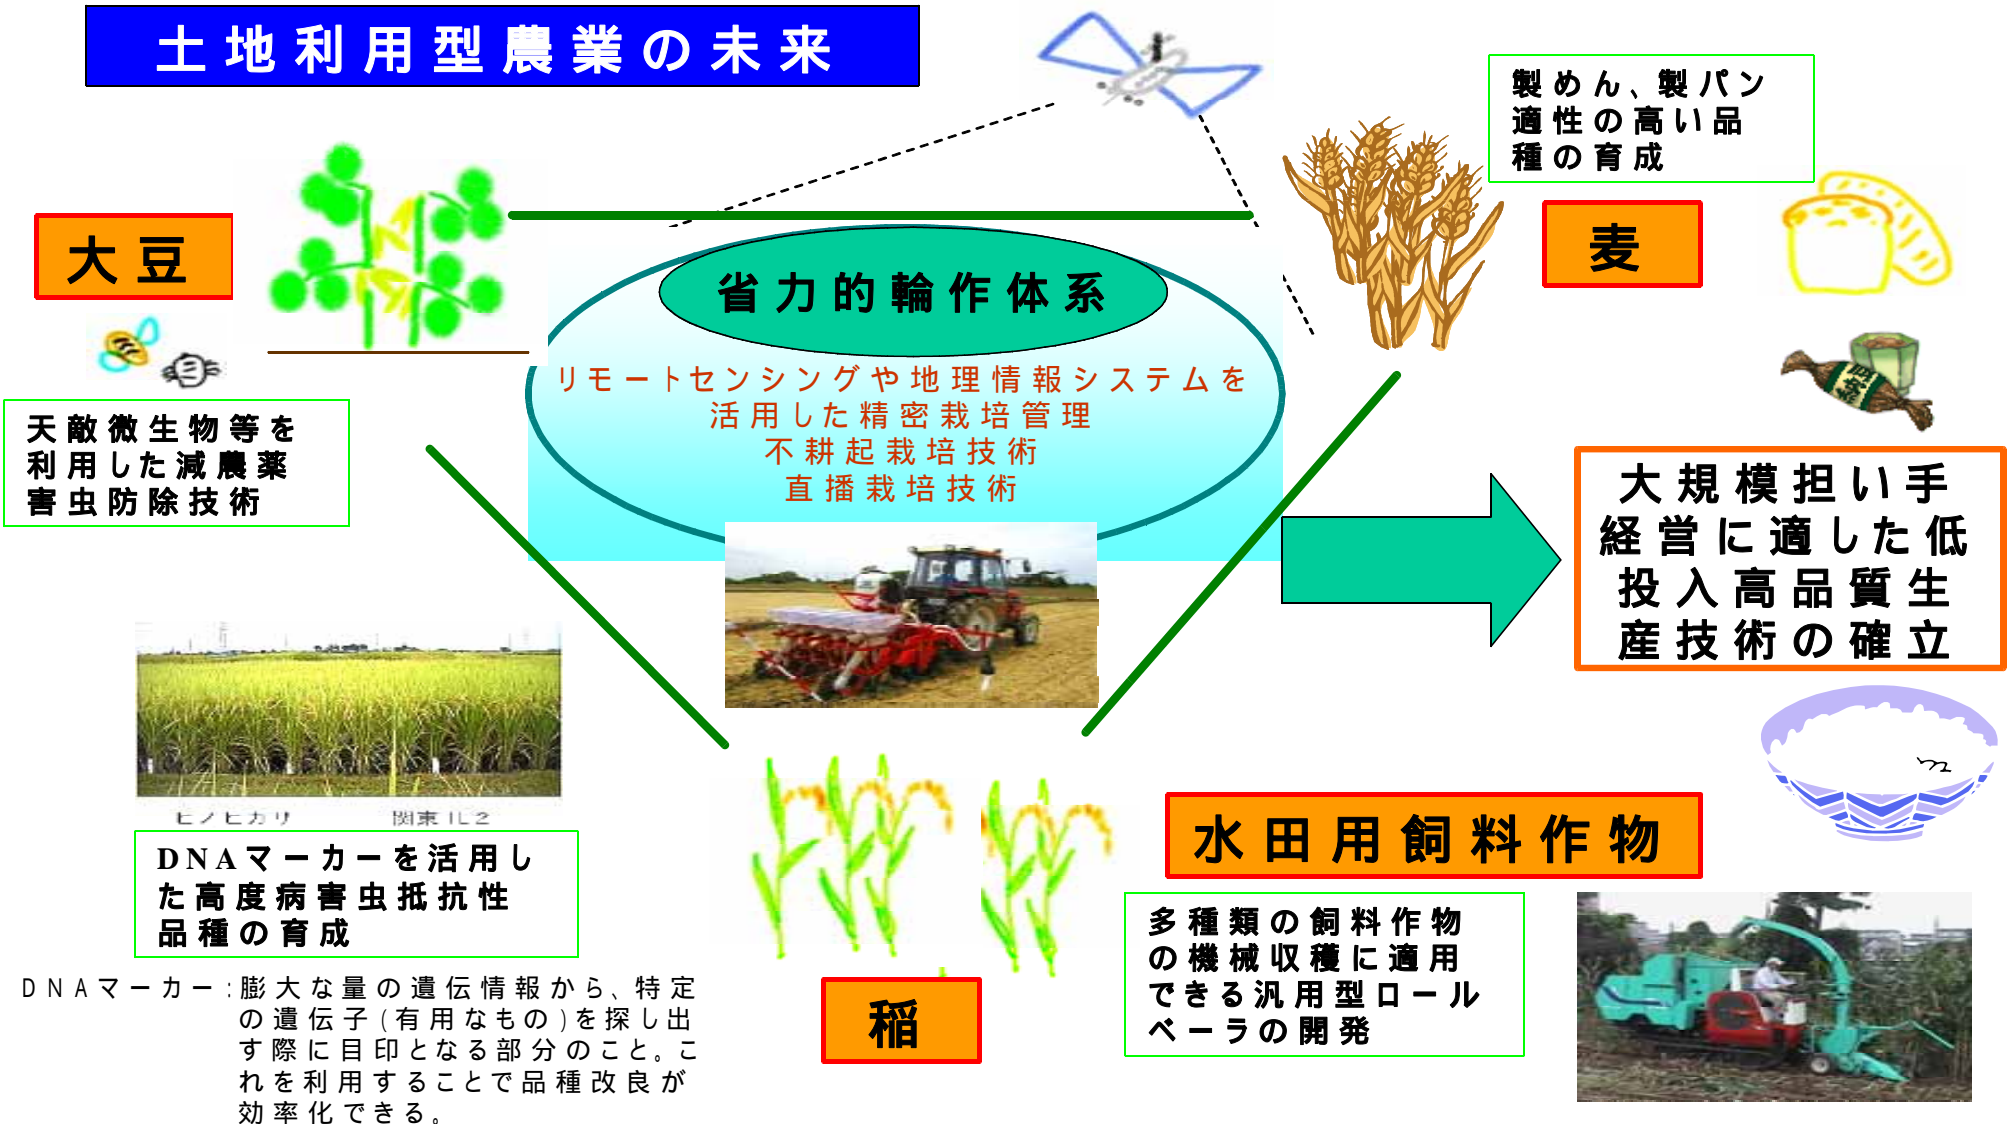 土地利用型農業の未来
製めん、製パン
適性の高い品
種の育成
大豆
麦
省力的輪作体系
リモートセンシングや地理情報システムを
活用した精密栽培管理
不耕起栽培技術
直播栽培技術
天敵微生物等を
利用した減農薬
害虫防除技術
大規模担い手
経営に適した低
投入高品質生
産技術の確立
ヒノヒカリ 関東IL2
DNAマーカーを活用し
た高度病害虫抵抗性
品種の育成
水田用飼料作物
多種類の飼料作物
の機械収穫に適用
できる汎用型ロール
ベーラの開発
稲
DNAマーカー:膨大な量の遺伝情報から、特定
の遺伝子(有用なもの)を探し出
す際に目印となる部分のこと。こ
れを利用することで品種改良が
効率化できる。